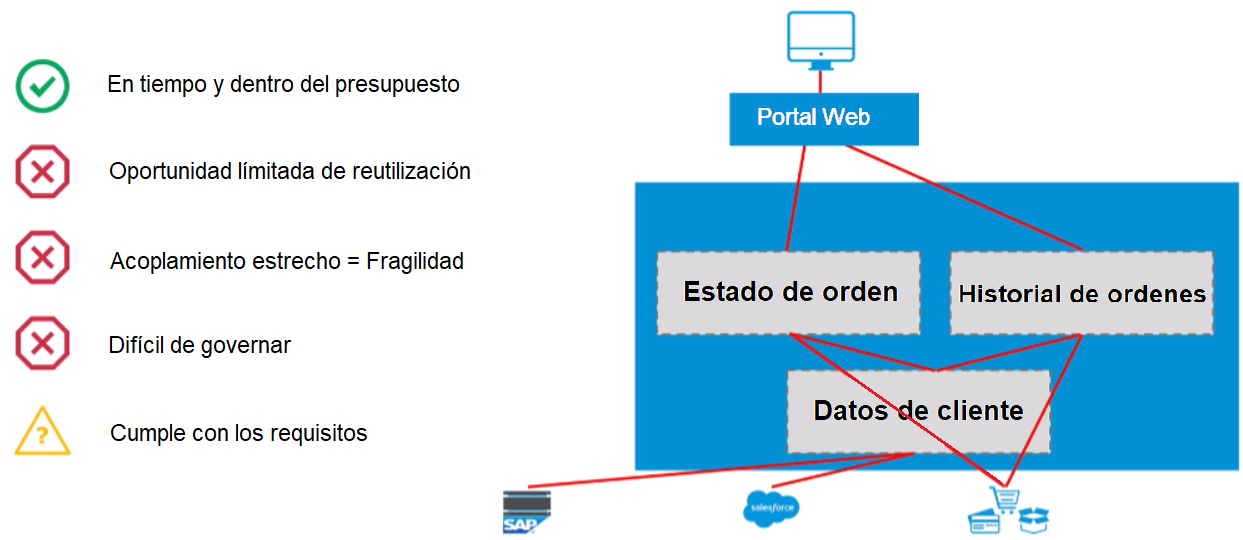 En tiempo y dentro del presupuesto
Oportunidad límitada de reutilización
Acoplamiento estrecho = Fragilidad
Difícil de governar
?
Cumple con los requisitos
Portal Web
Estado de orden
Historial de ordenes
Datos de cliente
SAP
salesforce